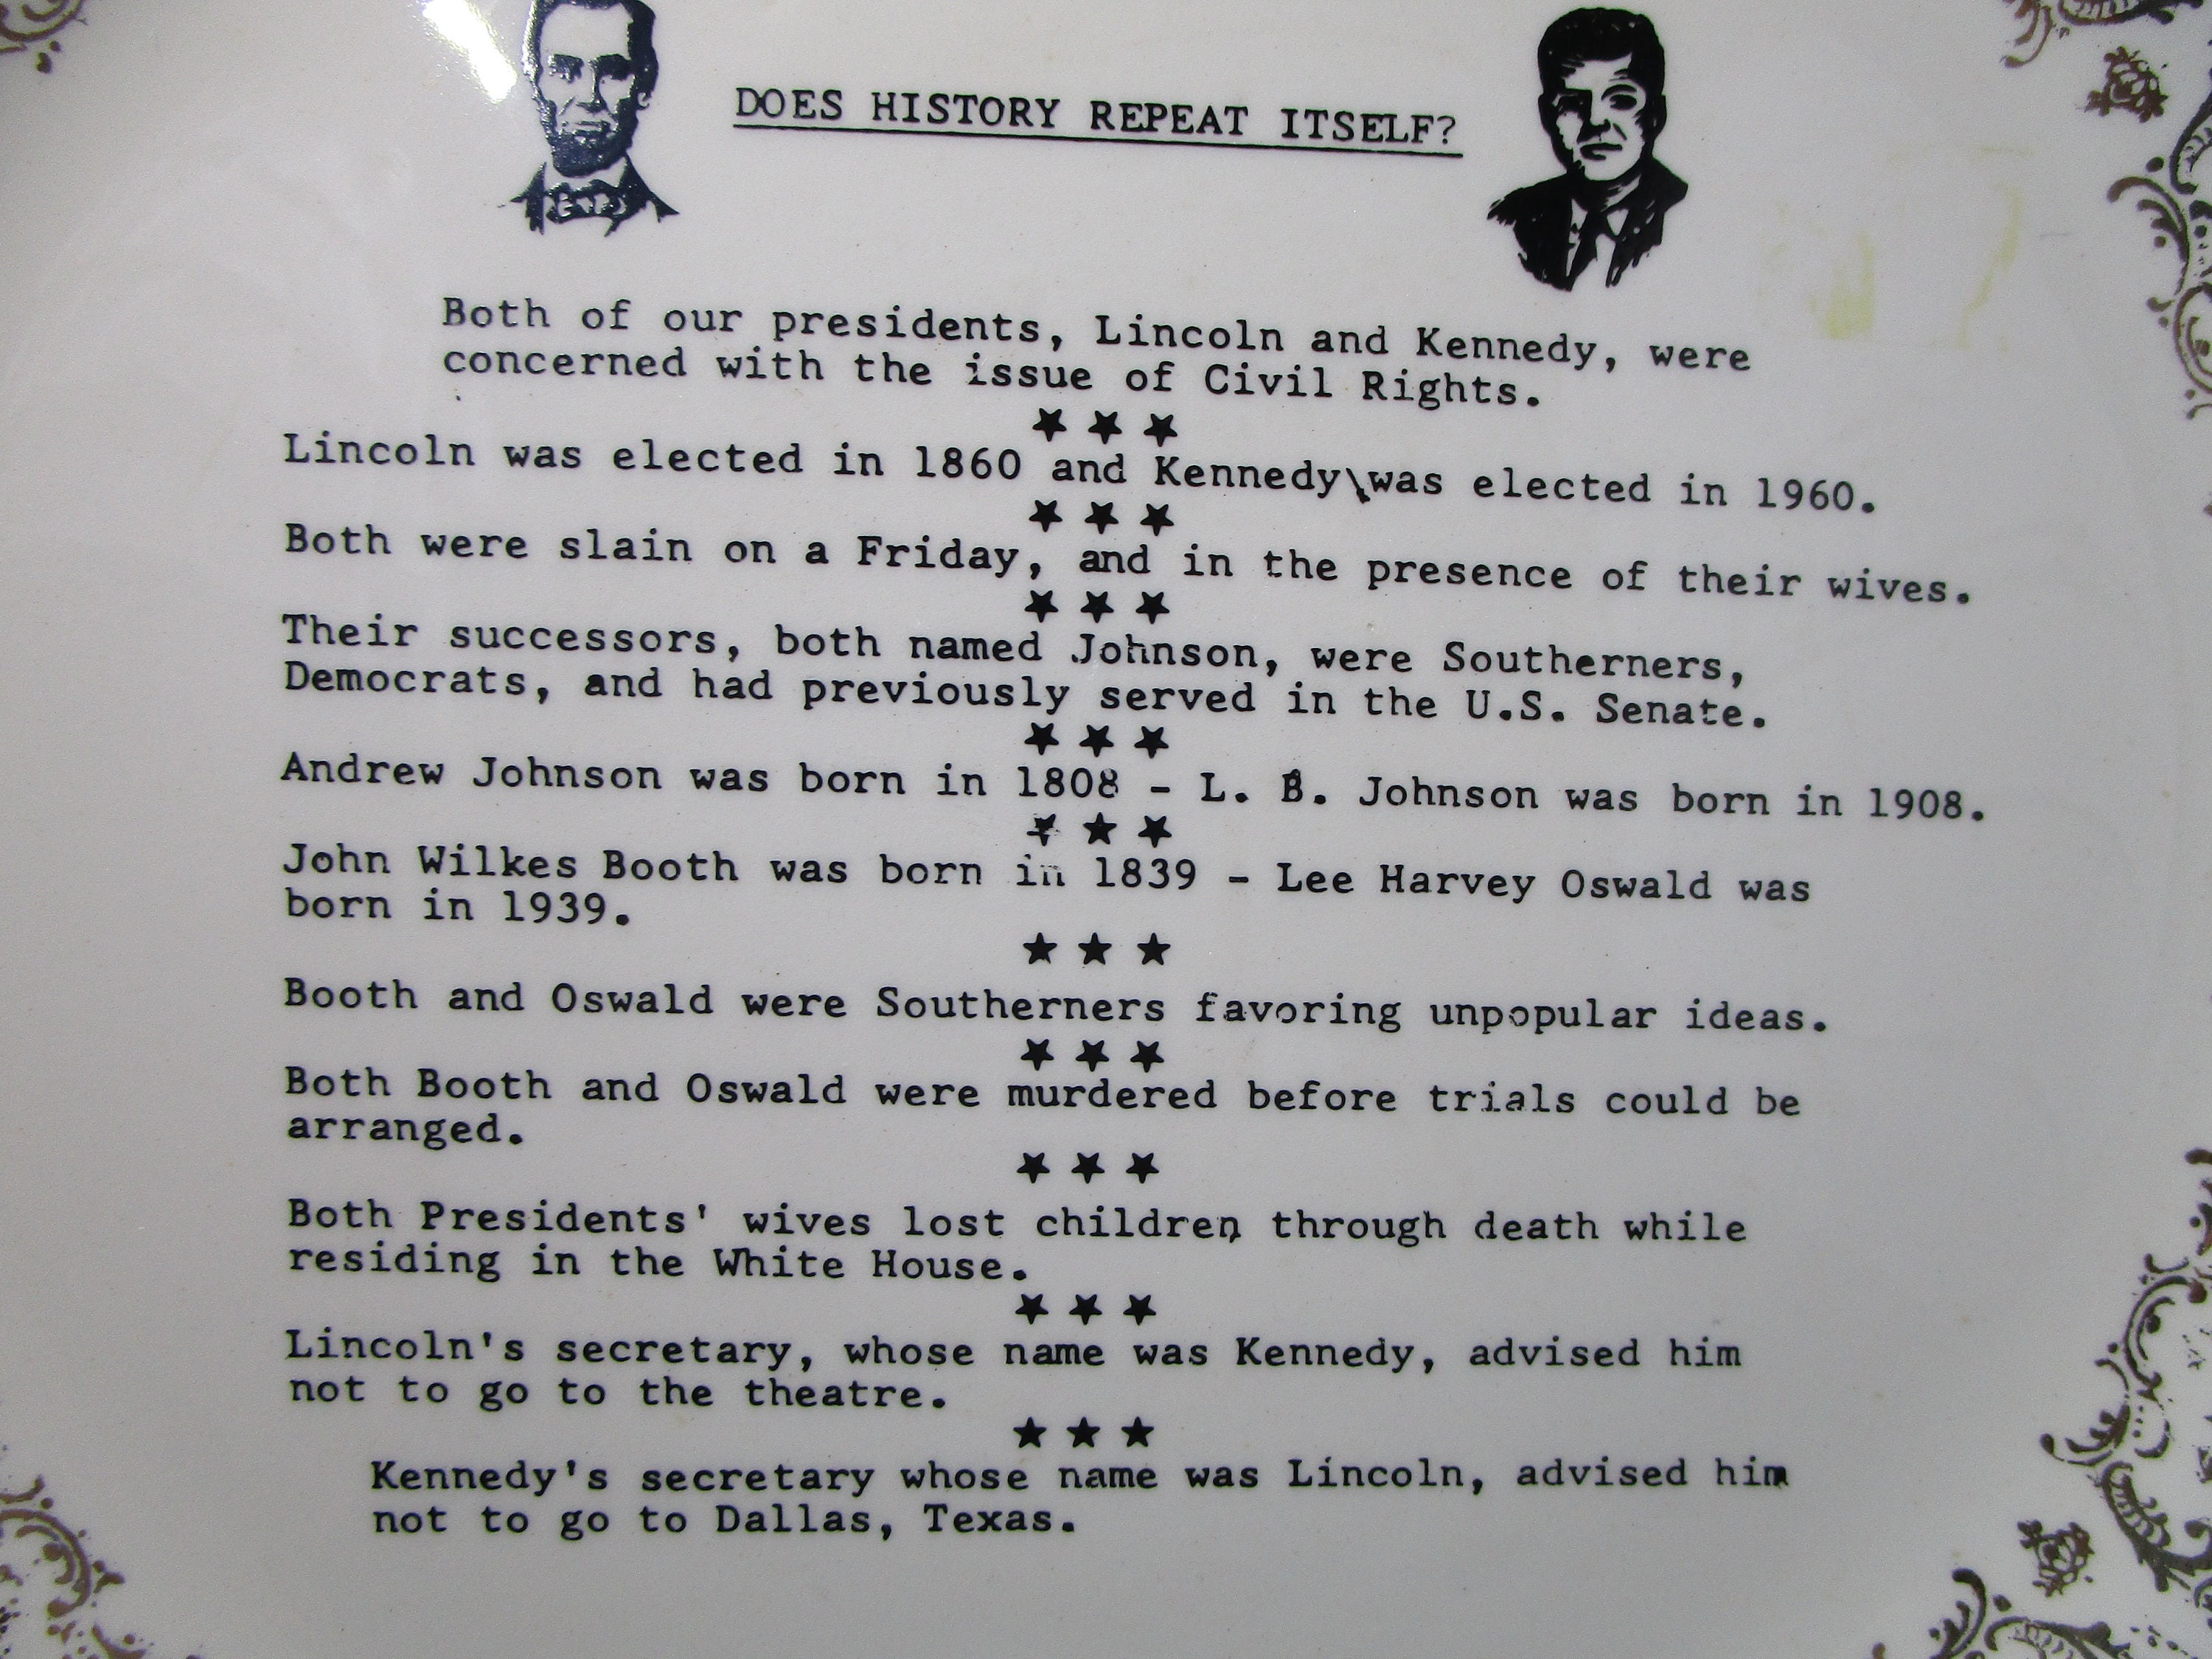 DOES HISTORY REPEAT ITSELF?
Both of our presidents, Lincoln and Kennedy, were
concerned with the issue of Civil Rights.
★ ★ ★
Lincoln was elected in 1860 and Kennedy\was elected in 1960.
★ ★ ★
Both were slain on a Friday, and in the presence of their wives.
★ ★ ★
Their successors, both named Johnson, were Southerners,
Democrats, and had previously served in the U.S. Senate.
★ ★ ★
Andrew Johnson was born in 1808 - L. B. Johnson was born in 1908.
★ ★ ★
John Wilkes Booth was born in 1839 - Lee Harvey Oswald was
born in 1939.
★ ★ ★
Booth and Oswald were Southerners favoring unpopular ideas.
★ ★ ★
Both Booth and Oswald were murdered before trials could be
arranged.
★ ★ ★
Both Presidents' wives lost children through death while
residing in the White House.
★ ★ ★
Lincoln's secretary, whose name was Kennedy, advised him
not to go to the theatre.
★ ★ ★
Kennedy's secretary whose name was Lincoln, advised him
not to go to Dallas, Texas.